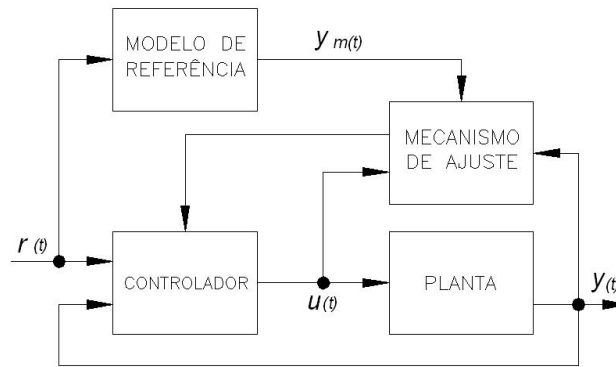 MODELO DE
REFERÊNCIA
y m(t)
MECANISMO
DE AJUSTE
r (t)
CONTROLADOR
u(t)
PLANTA
y(t)